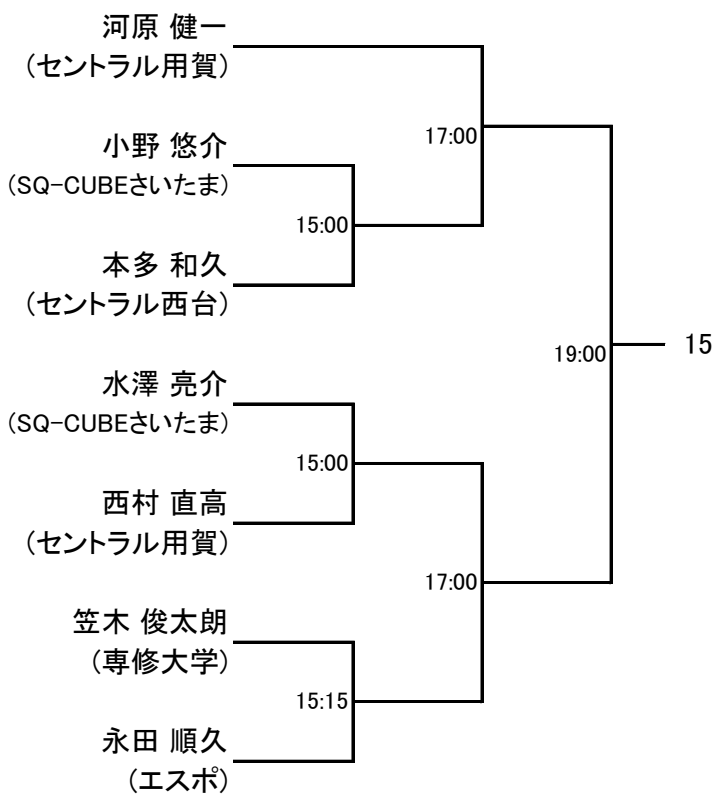 河原 健一
(セントラル用賀)
17:00
小野 悠介
(SQ-CUBEさいたま)
15:00
本多 和久
(セントラル西台)
19:00
15
水澤 亮介
(SQ-CUBEさいたま)
15:00
西村 直高
(セントラル用賀)
17:00
笠木 俊太朗
(専修大学)
15:15
永田 順久
(エスポ)